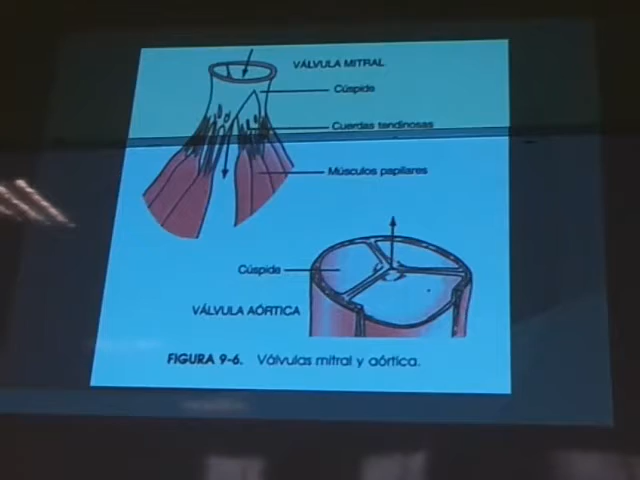 VÁLVULA MITRAL
Cúspide
Cuerdas tendinosas
Músculos papilares
Cúspide
VÁLVULA AÓRTICA
FIGURA 9-6. Válvulas mitral y aórtica.